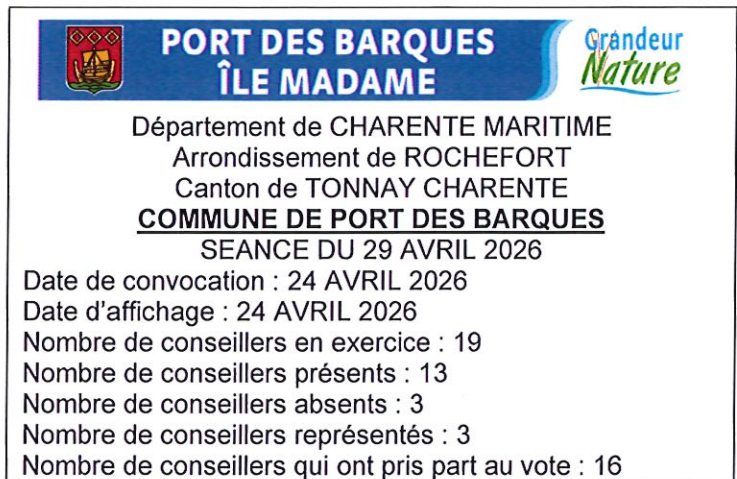 PORT DES BARQUES
ÎLE MADAME
Grandeur
Nature
Département de CHARENTE MARITIME
Arrondissement de ROCHEFORT
Canton de TONNAY CHARENTE
COMMUNE DE PORT DES BARQUES
SEANCE DU 29 AVRIL 2026
Date de convocation : 24 AVRIL 2026
Date d'affichage : 24 AVRIL 2026
Nombre de conseillers en exercice : 19
Nombre de conseillers présents : 13
Nombre de conseillers absents : 3
Nombre de conseillers représentés : 3
Nombre de conseillers qui ont pris part au vote : 16